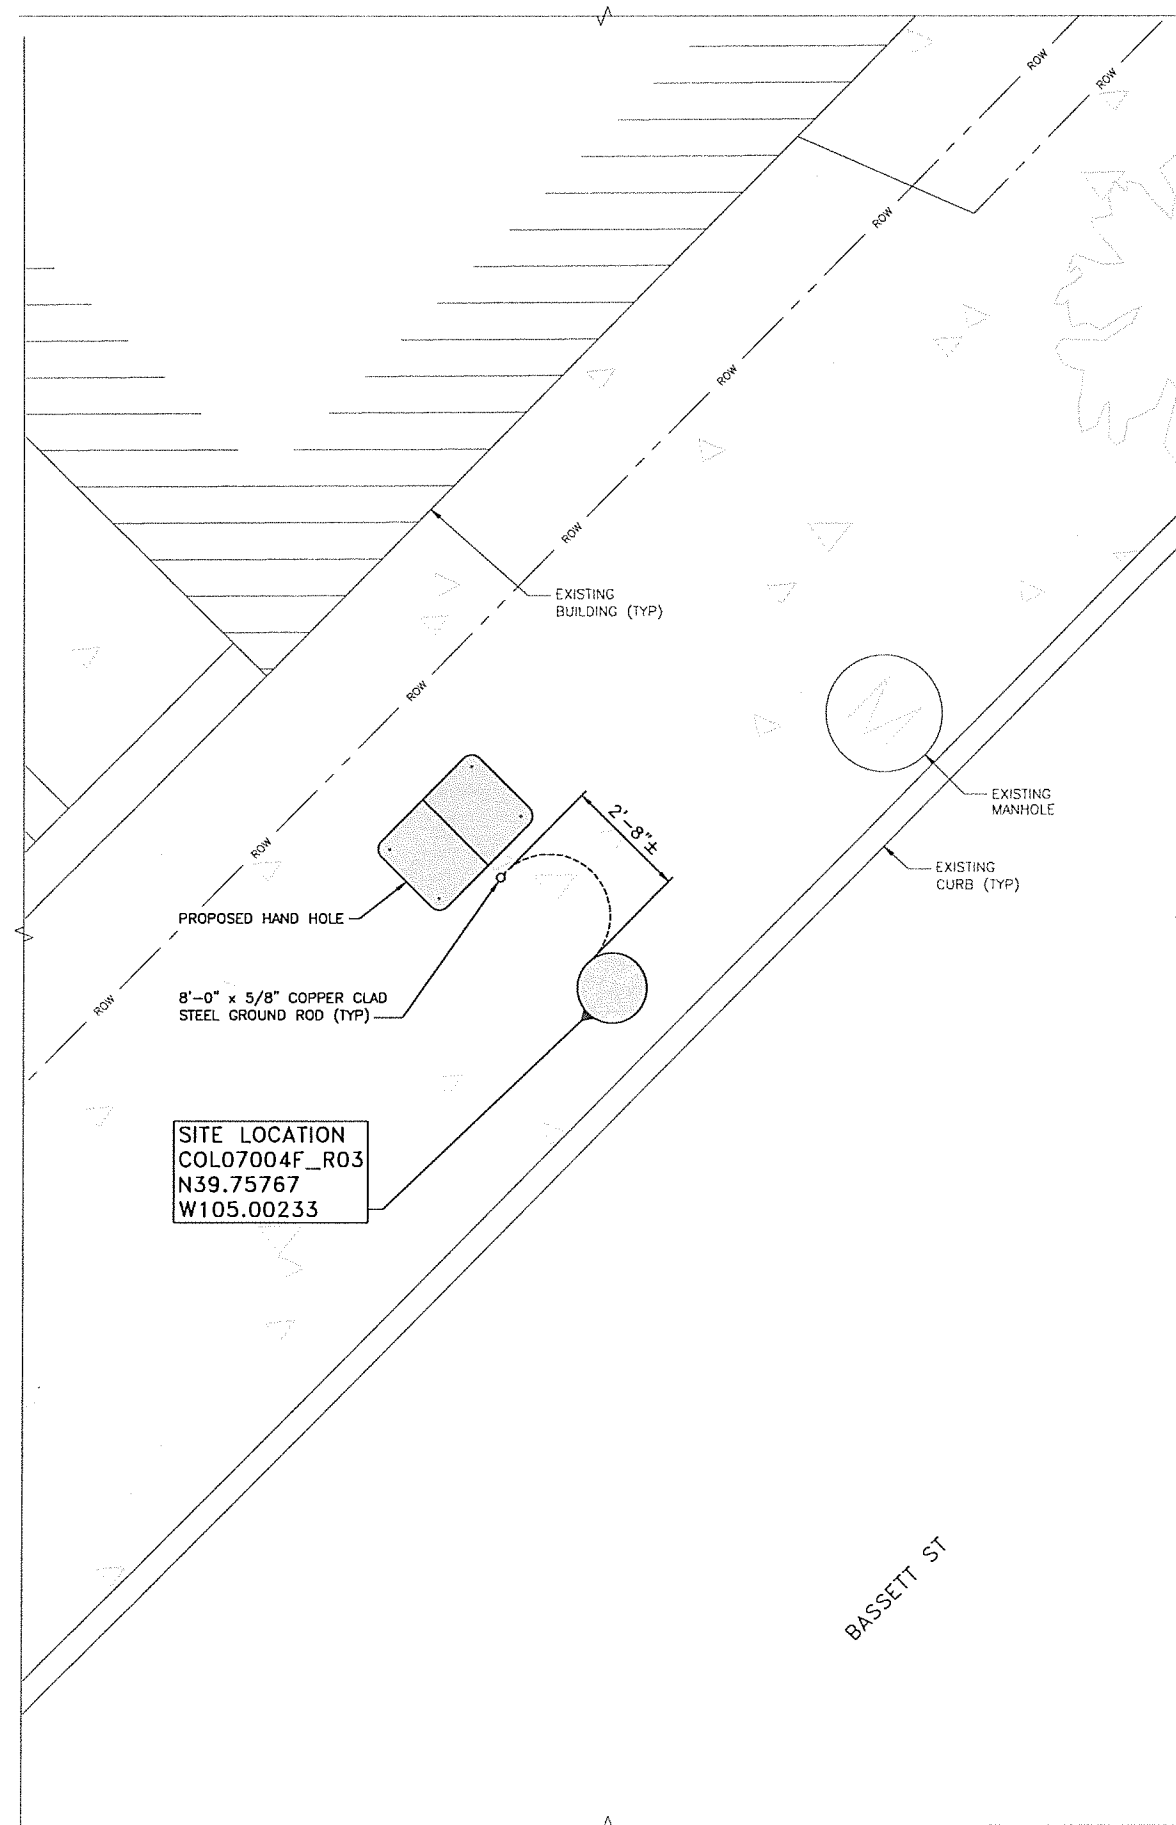 ROW
ROW
ROW
ROW
ROW
EXISTING
BUILDING (TYP)
ROW
EXISTING
MANHOLE
2'-8"±
ROW
EXISTING
CURB (TYP)
PROPOSED HAND HOLE
8'-0" x 5/8" COPPER CLAD
STEEL GROUND ROD (TYP)
ROW
SITE LOCATION
COL07004F_R03
N39.75767
W105.00233
BASSETT ST
M